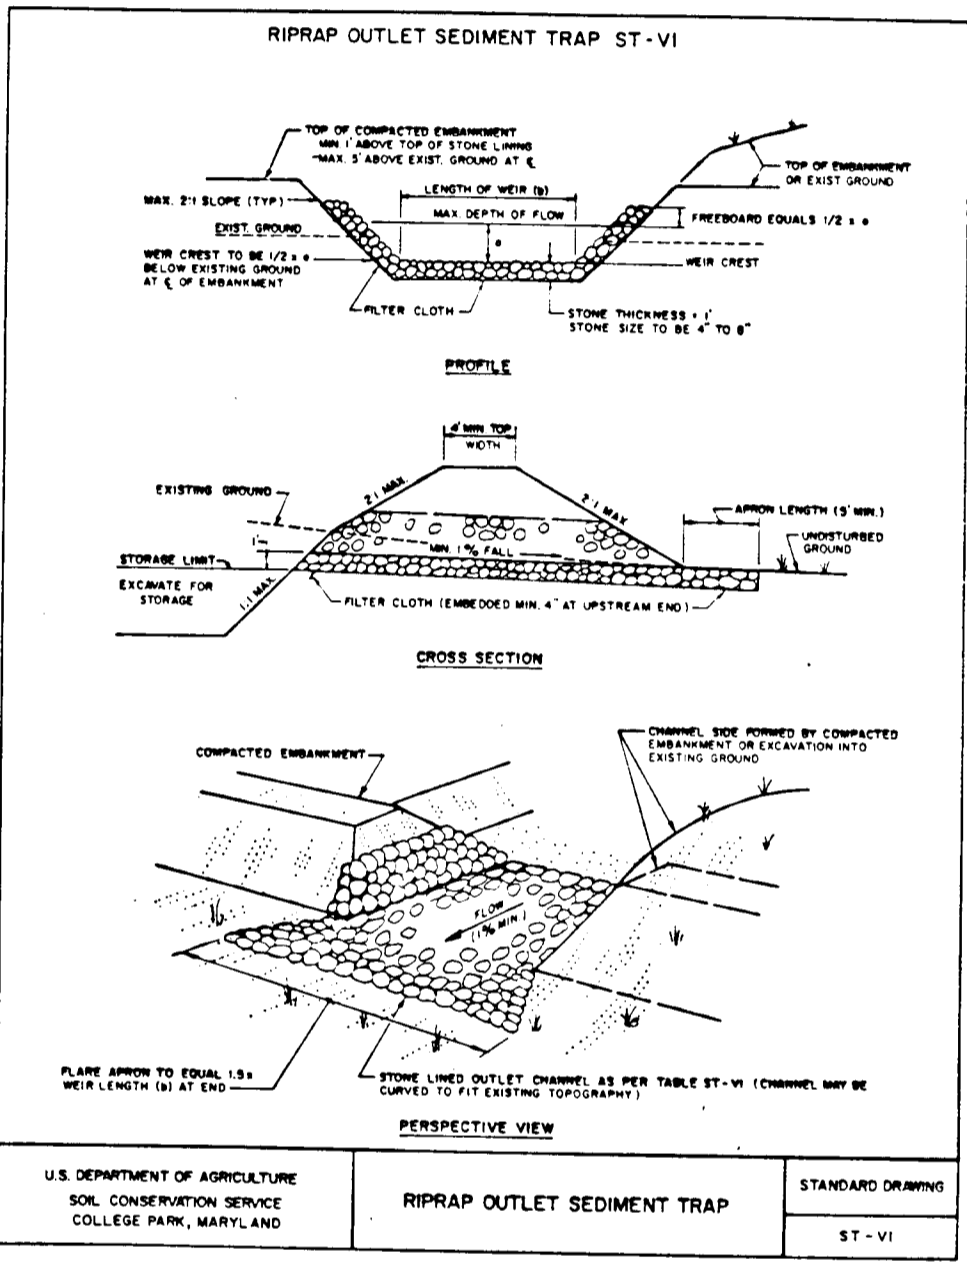 RIPRAP OUTLET SEDIMENT TRAP ST-VI
TOP OF COMPACTED EMBANKMENT
MIN. 1' ABOVE TOP OF STONE LINING
MAX. 5' ABOVE EXIST. GROUND AT ℄
TOP OF EMBANKMENT
OR EXIST GROUND
LENGTH OF WEIR (b)
MAX. 2:1 SLOPE (TYP.)
MAX. DEPTH OF FLOW
FREEBOARD EQUALS 1/2 x a
EXIST. GROUND
a
WEIR CREST TO BE 1/2 x a
BELOW EXISTING GROUND
AT ℄ OF EMBANKMENT
WEIR CREST
FILTER CLOTH
STONE THICKNESS = 1'
STONE SIZE TO BE 4" TO 8"
PROFILE
4' MIN. TOP
WIDTH
EXISTING GROUND
2:1 MAX.
2:1 MAX
APRON LENGTH (5' MIN.)
1'
MIN. 1% FALL
UNDISTURBED
GROUND
STORAGE LIMIT
EXCAVATE FOR
STORAGE
1:1 MAX.
FILTER CLOTH (EMBEDDED MIN. 4" AT UPSTREAM END)
CROSS SECTION
CHANNEL SIDE FORMED BY COMPACTED
EMBANKMENT OR EXCAVATION INTO
EXISTING GROUND
COMPACTED EMBANKMENT
FLOW
(1% MIN.)
FLARE APRON TO EQUAL 1.5x
WEIR LENGTH (b) AT END
STONE LINED OUTLET CHANNEL AS PER TABLE ST-VI (CHANNEL MAY BE
CURVED TO FIT EXISTING TOPOGRAPHY)
PERSPECTIVE VIEW
U.S. DEPARTMENT OF AGRICULTURE
SOIL CONSERVATION SERVICE
COLLEGE PARK, MARYLAND
RIPRAP OUTLET SEDIMENT TRAP
STANDARD DRAWING
ST - VI